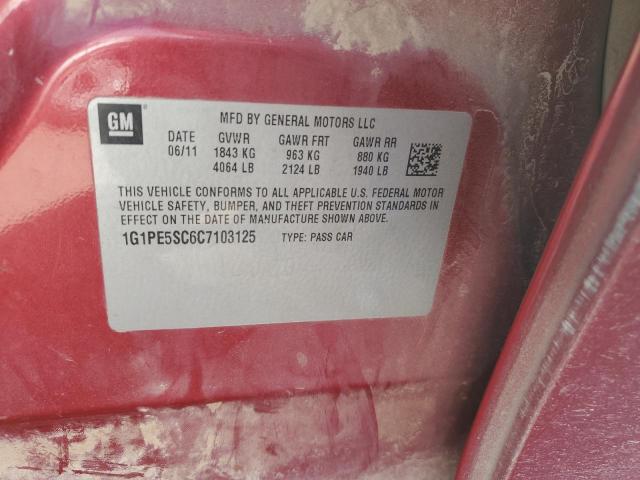 GM
MFD BY GENERAL MOTORS LLC
DATE GVWR GAWR FRT GAWR RR
06/11 1843 KG 963 KG 880 KG
4064 LB 2124 LB 1940 LB
THIS VEHICLE CONFORMS TO ALL APPLICABLE U.S. FEDERAL MOTOR
VEHICLE SAFETY, BUMPER, AND THEFT PREVENTION STANDARDS IN
EFFECT ON THE DATE OF MANUFACTURE SHOWN ABOVE.
1G1PE5SC6C7103125 TYPE: PASS CAR